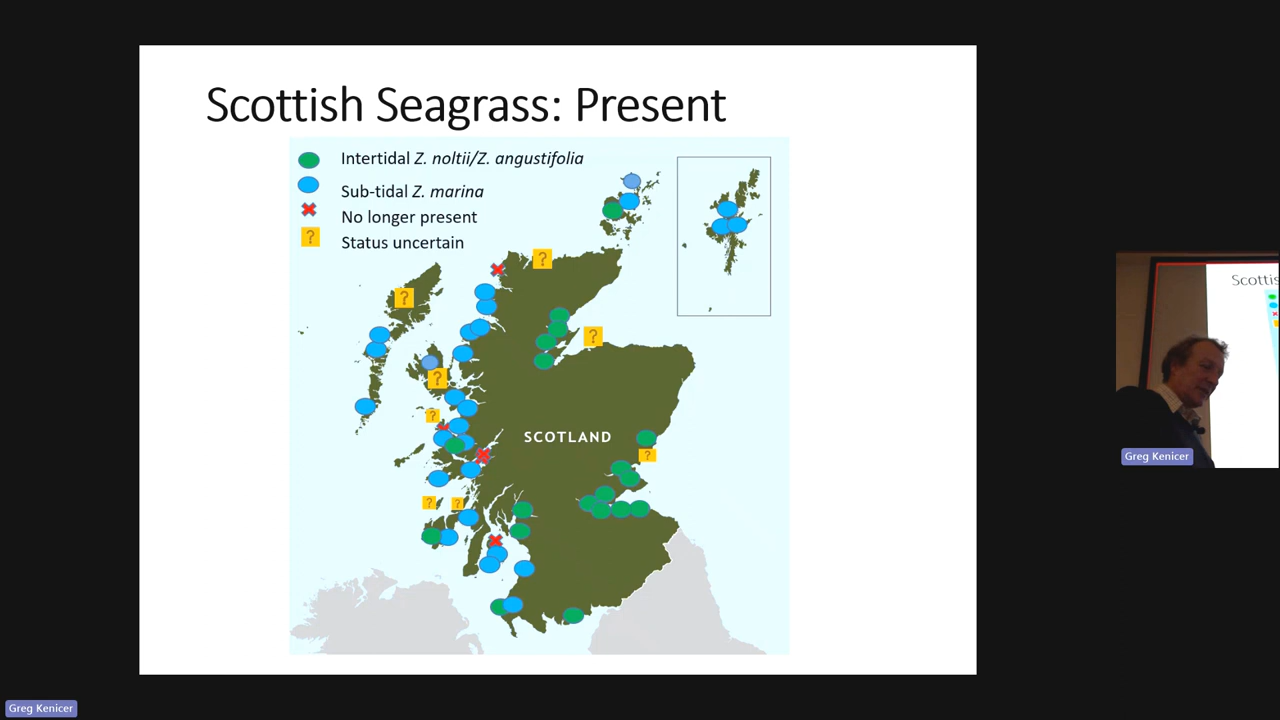 Scottish Seagrass: Present
Intertidal Z. noltii/Z. angustifolia
Sub-tidal Z. marina
No longer present
Status uncertain
?
?
?
?
?
?
?
?
?
SCOTLAND
Scottis
Greg Kenicer
Greg Kenicer